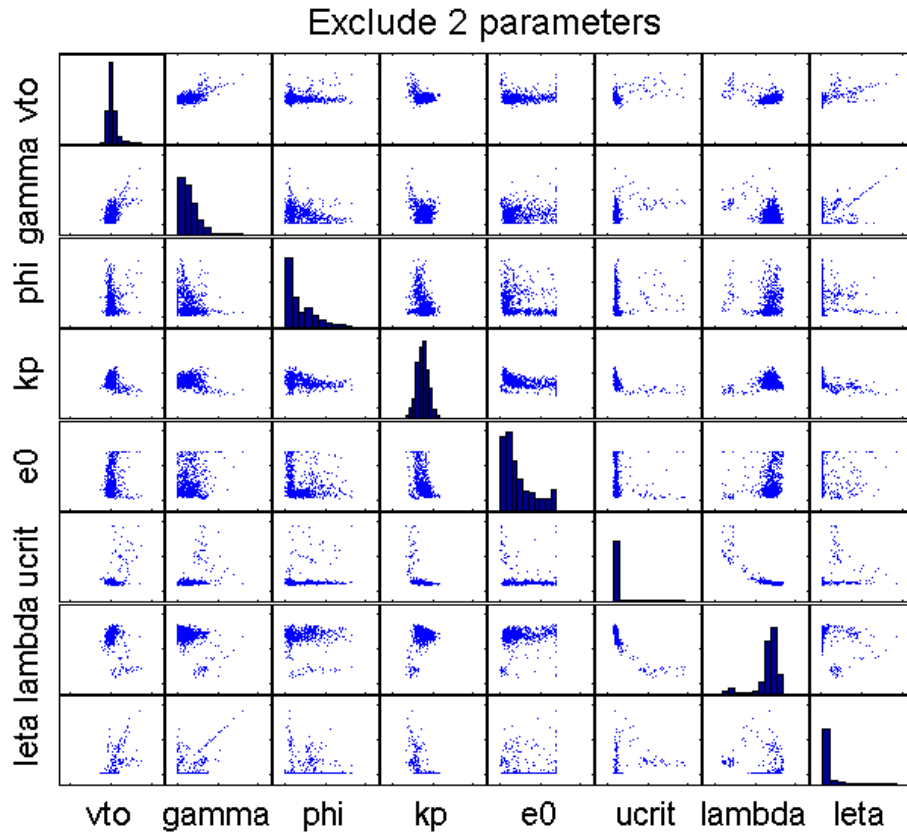 Exclude 2 parameters
vto
gamma
phi
kp
e0
ucrit
lambda
leta
vto gamma phi kp e0 ucrit lambda leta